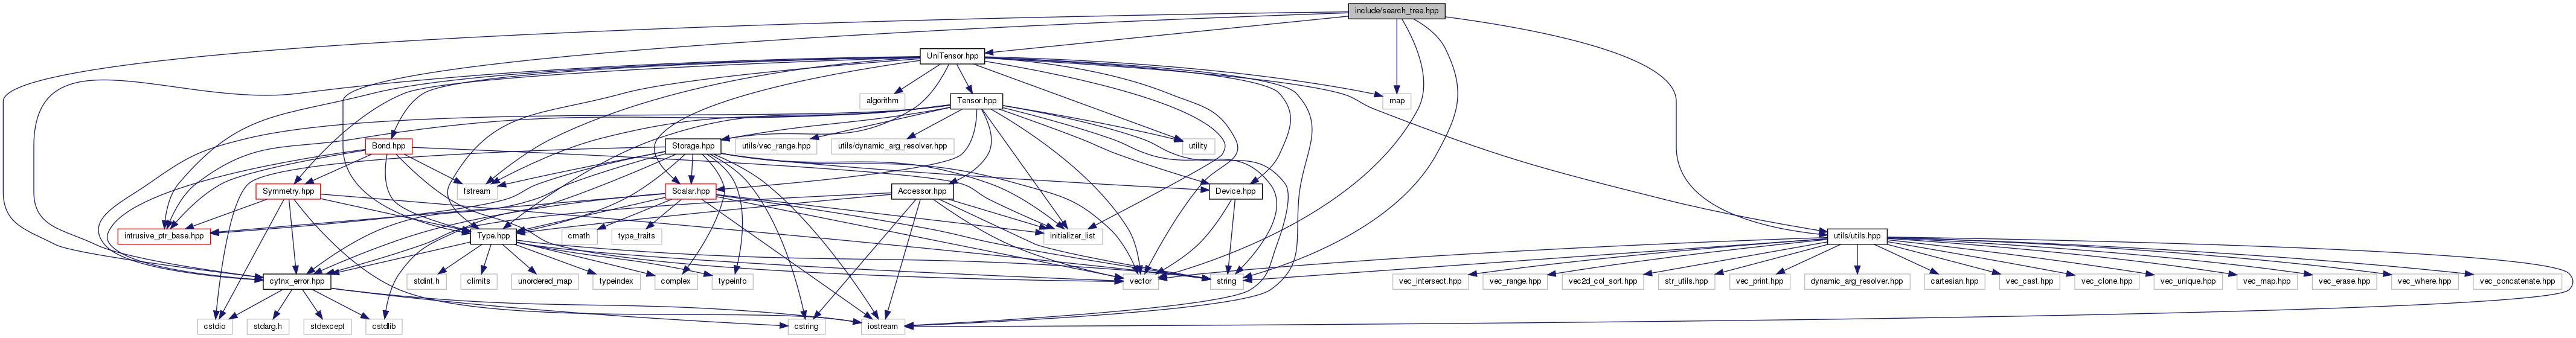 include/search_tree.hpp
UniTensor.hpp
algorithm
Tensor.hpp
map
Bond.hpp
Storage.hpp
utils/vec_range.hpp
utils/dynamic_arg_resolver.hpp
utility
Symmetry.hpp
fstream
Scalar.hpp
Accessor.hpp
Device.hpp
intrusive_ptr_base.hpp
Type.hpp
cmath
type_traits
initializer_list
utils/utils.hpp
cytnx_error.hpp
stdint.h
climits
unordered_map
typeindex
complex
typeinfo
vector
string
vec_intersect.hpp
vec_range.hpp
vec2d_col_sort.hpp
str_utils.hpp
vec_print.hpp
dynamic_arg_resolver.hpp
cartesian.hpp
vec_cast.hpp
vec_clone.hpp
vec_unique.hpp
vec_map.hpp
vec_erase.hpp
vec_where.hpp
vec_concatenate.hpp
cstdio
stdarg.h
stdexcept
cstdlib
cstring
iostream